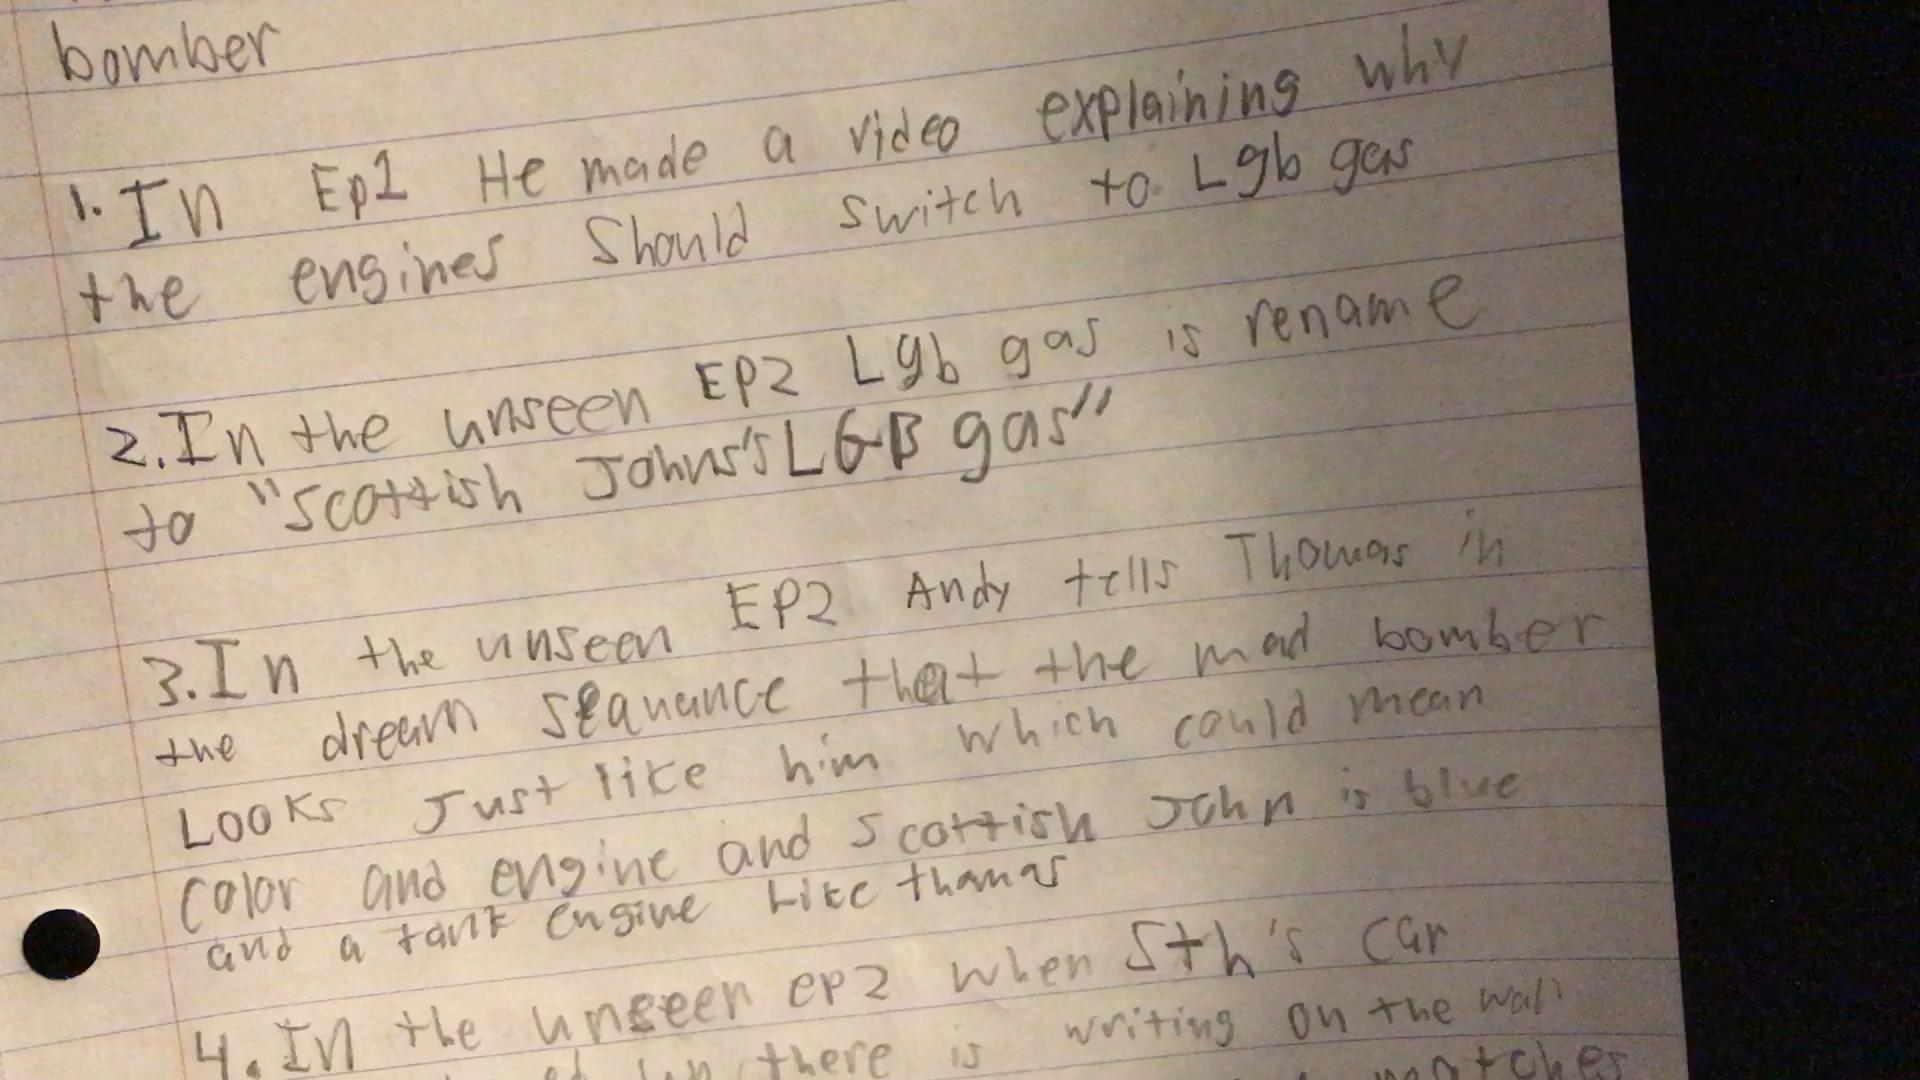 bomber
1. In Ep1 He made a video explaining why
the engines Should switch to Lgb gas
2. In the unseen EP2 Lgb gas is rename
to "Scottish Johns's LGB gas"
3. In the unseen EP2 Andy tells Thomas in
the dream seauance that the mad bomber
Looks Just like him which could mean
color and engine and Scottish John is blue
and a tank engine Like thomas
4. In the unseen ep2 when Sth's car
there is writing on the wall
matches